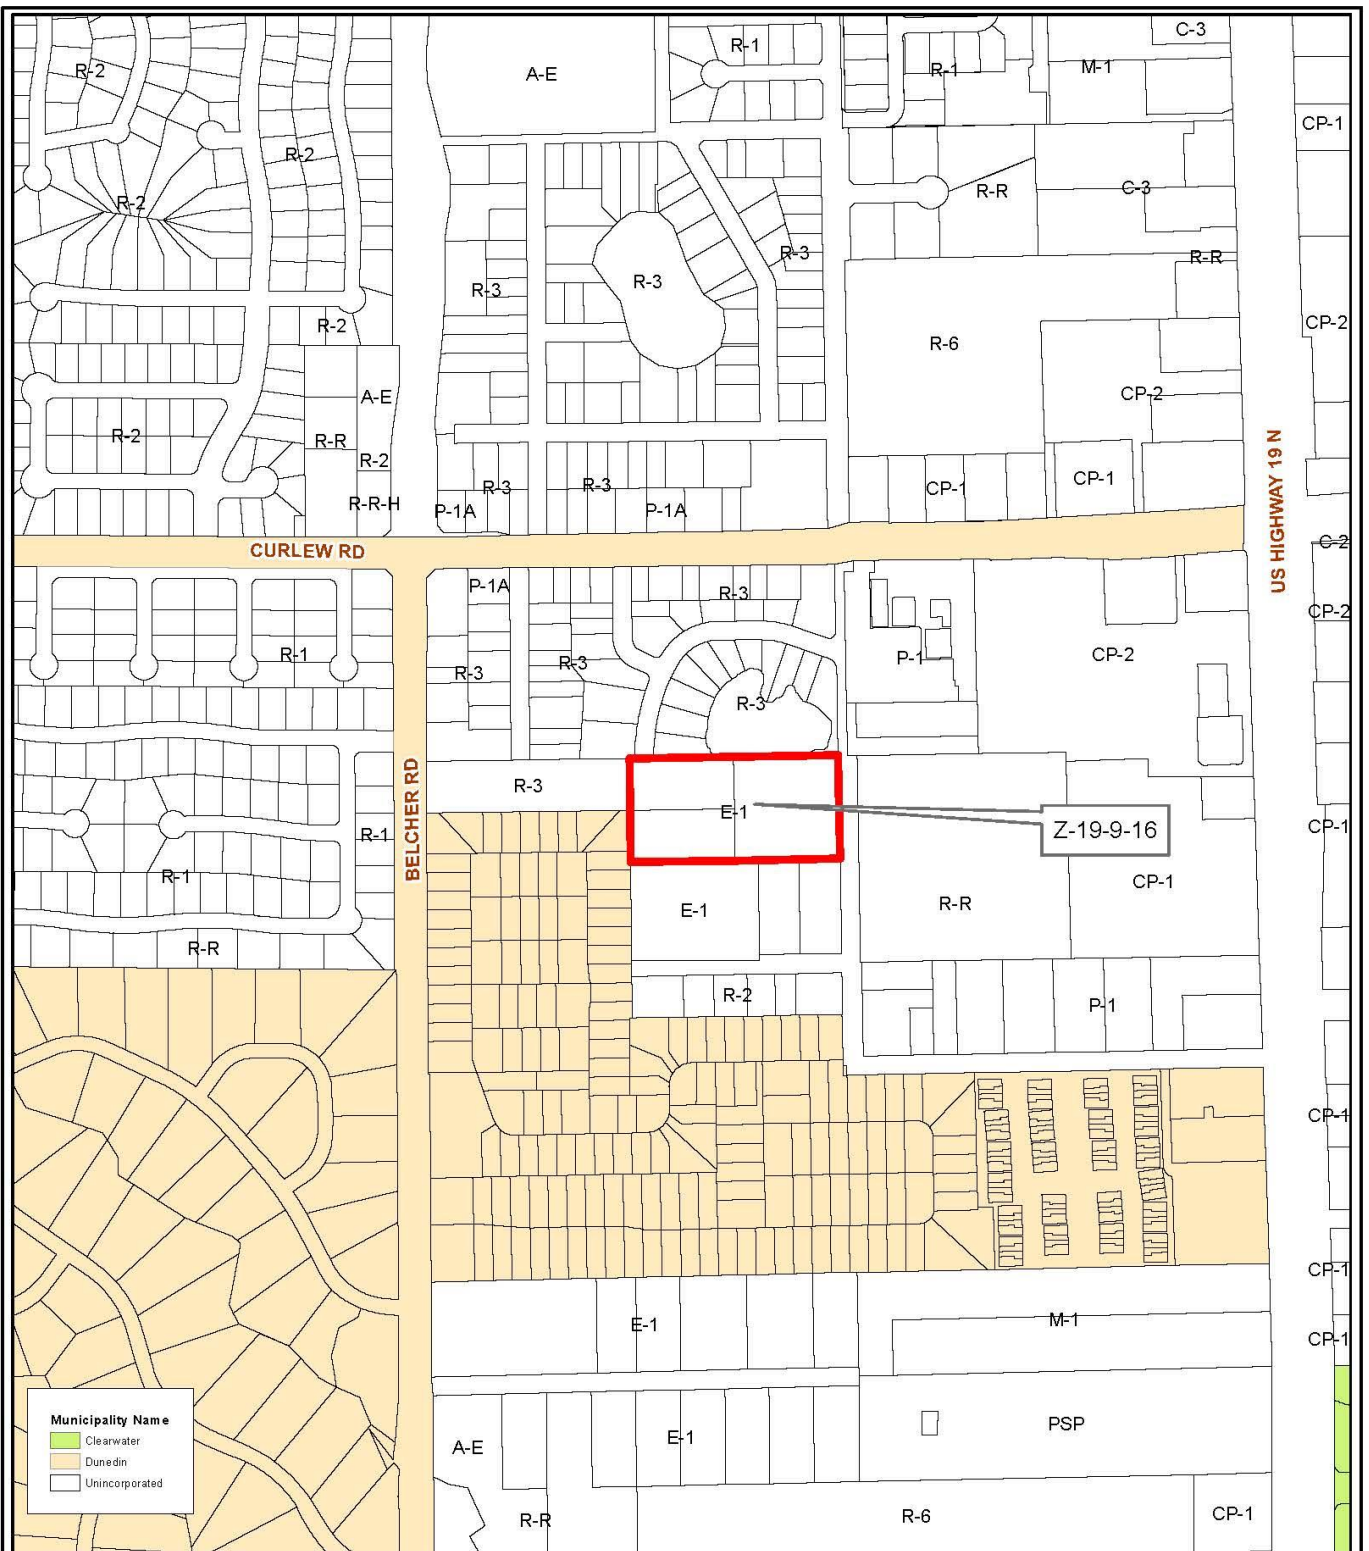 C-3
R-1
R-2
R-1
M-1
A-E
CP-1
R-2
R-R
C-3
R-2
R-3
R-R
R-3
R-3
R-2
CP-2
R-6
A-E
CP-2
R-2
R-R
R-2
US HIGHWAY 19 N
CP-1
R-3
R-3
CP-1
R-R-H
P-1A
P-1A
CURLEW RD
C-2
P-1A
R-3
CP-2
R-1
P-1
CP-2
R-3
R-3
R-3
BELCHER RD
R-3
E-1
Z-19-9-16
CP-1
R-1
R-1
CP-1
E-1
R-R
R-R
R-2
P-1
CP-1
CP-1
E-1
M-1
CP-1
Municipality Name
Clearwater
Dunedin
Unincorporated
A-E
E-1
PSP
R-R
R-6
CP-1